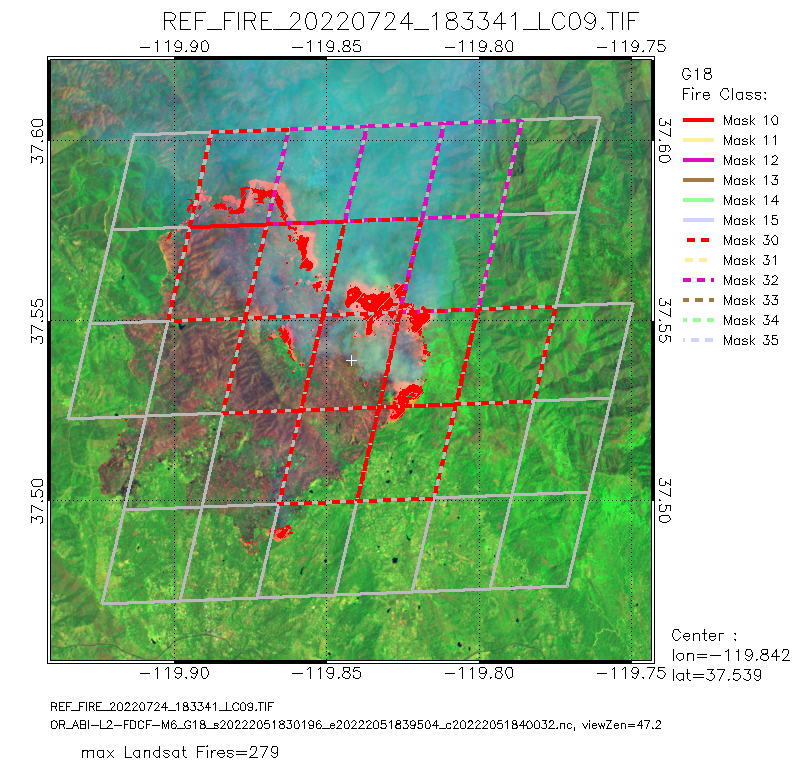 REF_FIRE_20220724_183341_LC09.TIF
−119.90 −119.85 −119.80 −119.75
37.60 37.60
37.55 37.55
37.50 37.50
−119.90 −119.85 −119.80 −119.75
G18
Fire Class:
Mask 10
Mask 11
Mask 12
Mask 13
Mask 14
Mask 15
Mask 30
Mask 31
Mask 32
Mask 33
Mask 34
Mask 35
Center :
lon=−119.842
lat=37.539
REF_FIRE_20220724_183341_LC09.TIF
OR_ABI−L2−FDCF−M6_G18_s20222051830196_e20222051839504_c20222051840032.nc, viewZen=47.2
max Landsat Fires=279